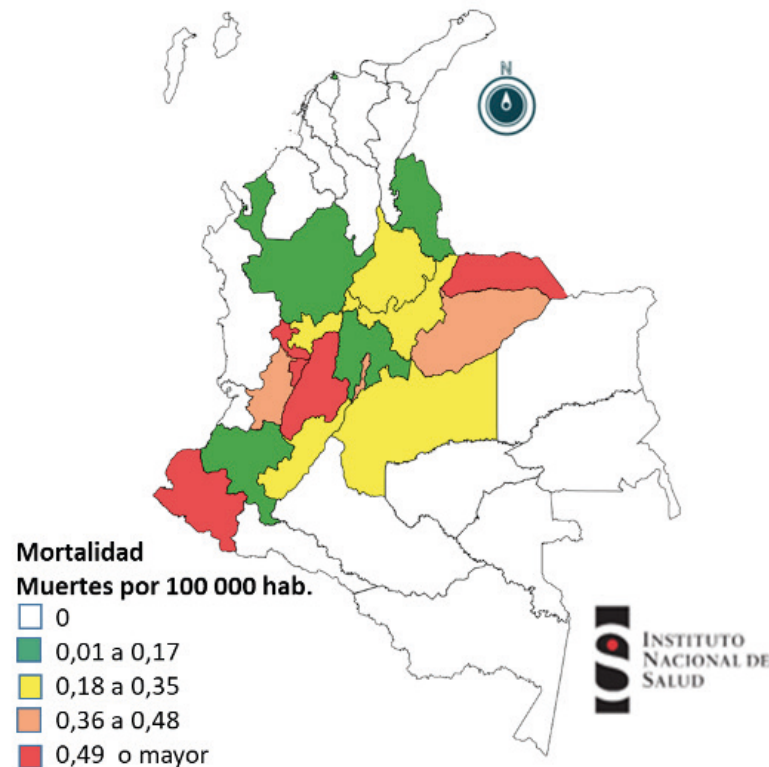 N
Mortalidad
Muertes por 100 000 hab.
0
0,01 a 0,17
0,18 a 0,35
0,36 a 0,48
0,49 o mayor
INSTITUTO
NACIONAL DE
SALUD